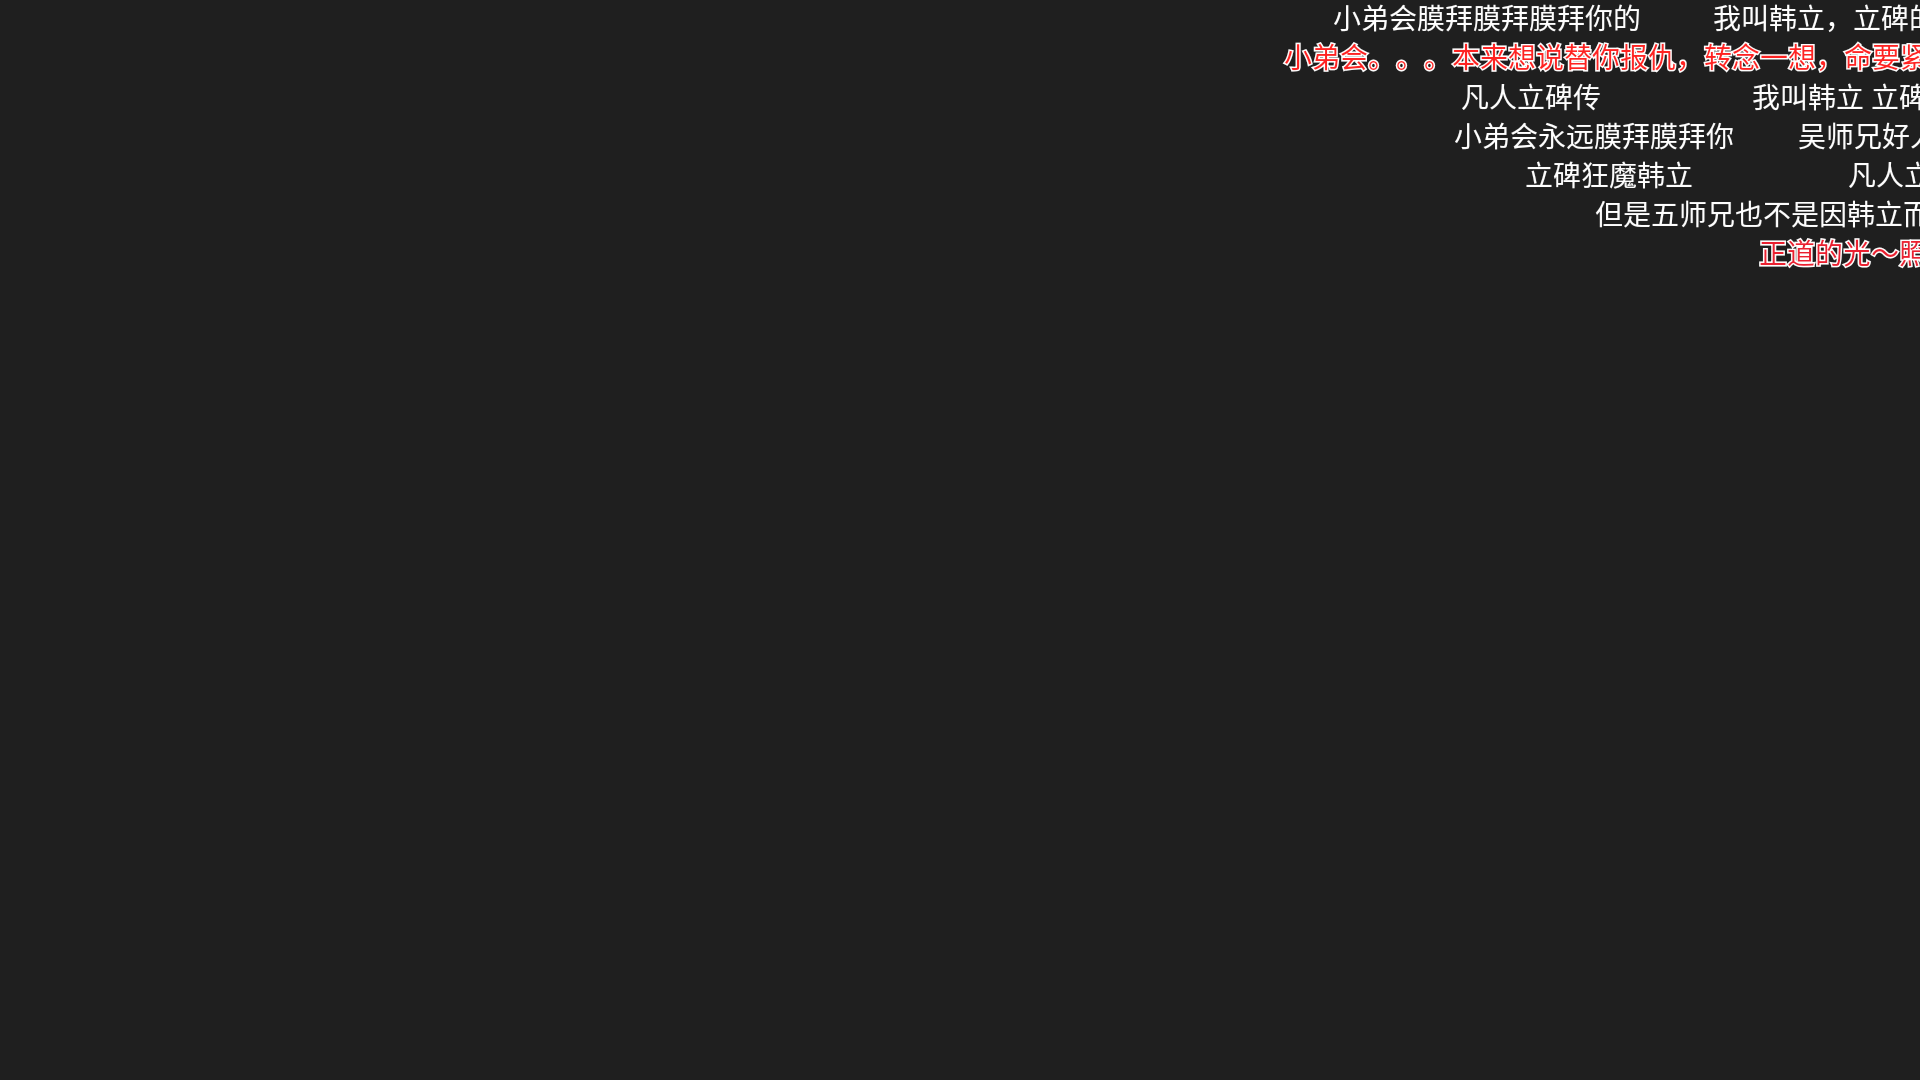 小弟会膜拜膜拜膜拜你的 我叫韩立，立碑的
小弟会。。。本来想说替你报仇，转念一想，命要紧
凡人立碑传 我叫韩立 立碑
小弟会永远膜拜膜拜你 吴师兄好人
立碑狂魔韩立 凡人立
但是五师兄也不是因韩立而
正道的光～照